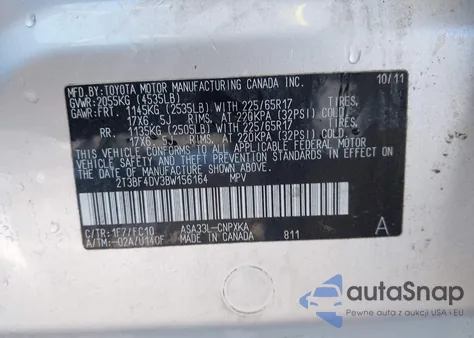 MFD.BY:TOYOTA MOTOR MANUFACTURING CANADA INC. 10/11
GVWR:2055KG (4535LB)
GAWR:FRT. 1145KG (2535LB) WITH 225/65R17 TIRES,
17X6.5J RIMS, AT 220KPA (32PSI) COLD.
RR. 1135KG (2505LB) WITH 225/65R17 TIRES,
17X6.5J RIMS, AT 220KPA (32PSI) COLD.
THIS VEHICLE CONFORMS TO ALL APPLICABLE FEDERAL MOTOR
VEHICLE SAFETY AND THEFT PREVENTION STANDARDS IN
EFFECT ON THE DATE OF MANUFACTURE SHOWN ABOVE.
2T3BF4DV3BW156164 MPV
C/TR:1F7/FC10 ASA33L-CNPXKA A
A/TM:-02A/U140F MADE IN CANADA 811
autaSnap
Pewne auta z aukcji USA i EU